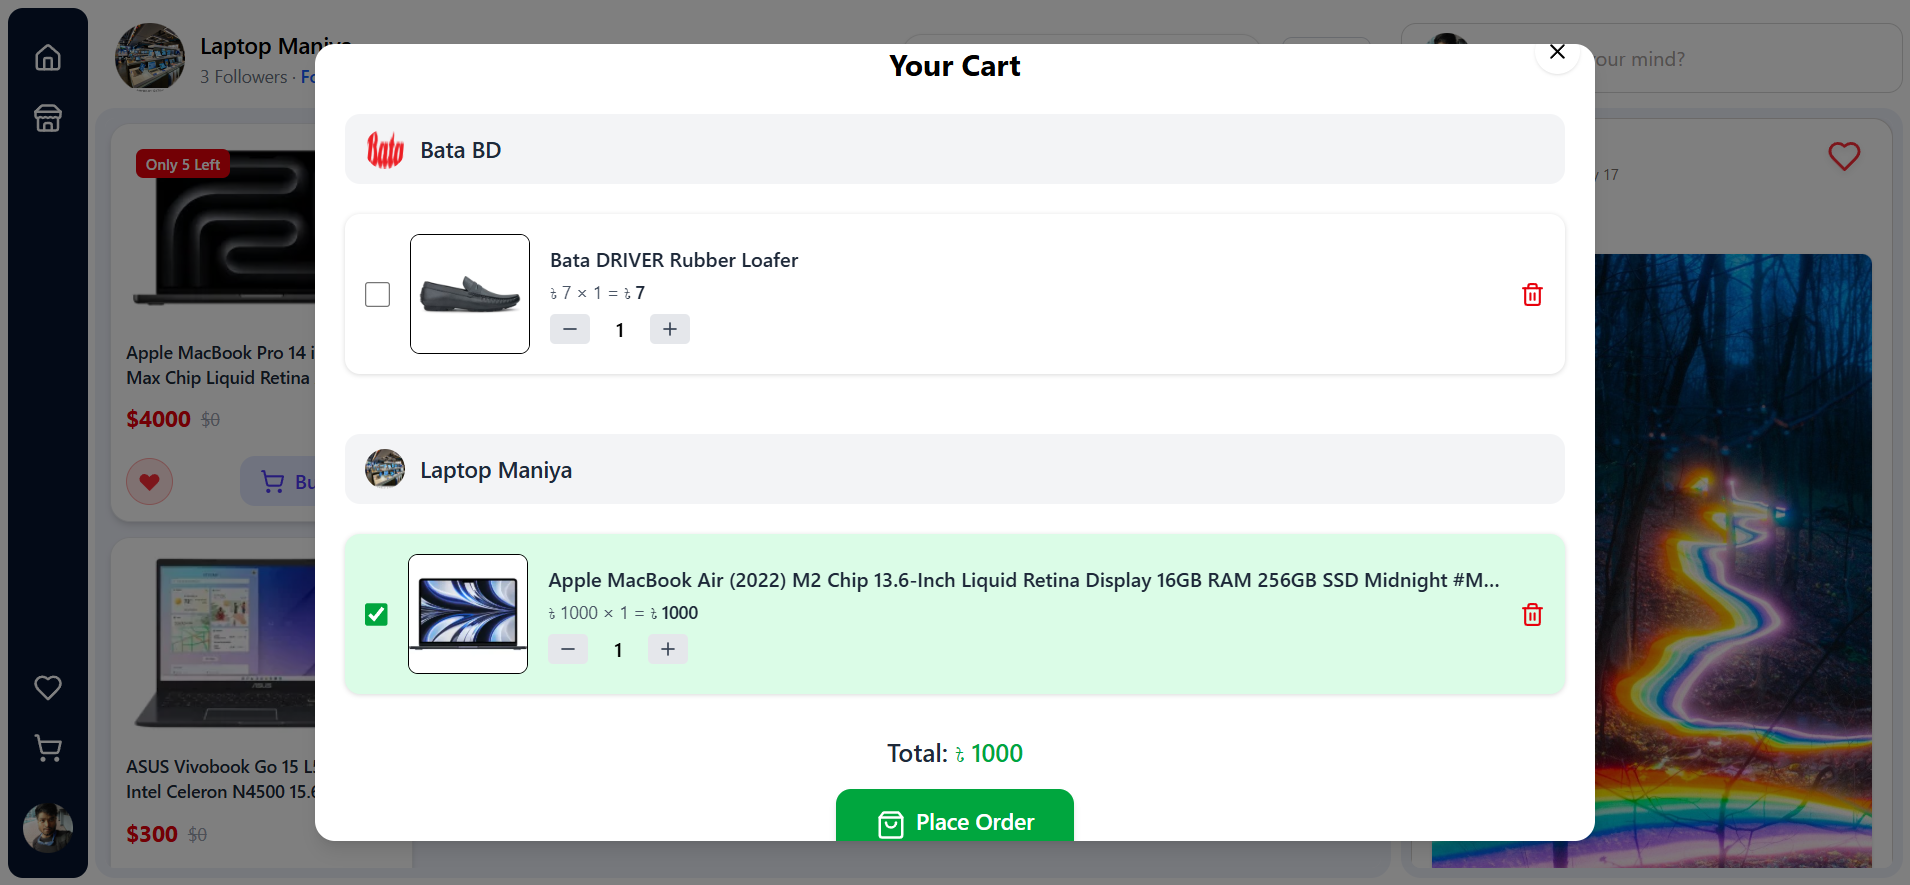 Laptop Maniya
3 Followers ·
our mind?
Your Cart
Bata
Bata BD
Only 5 Left
17
Bata DRIVER Rubber Loafer
৳ 7 × 1 = ৳ 7
1
Apple MacBook Pro 14
Max Chip Liquid Retina
$4000 $0
Laptop Maniya
Apple MacBook Air (2022) M2 Chip 13.6-Inch Liquid Retina Display 16GB RAM 256GB SSD Midnight #M...
৳ 1000 × 1 = ৳ 1000
1
Total: ৳ 1000
Place Order
ASUS Vivobook Go 15
Intel Celeron N4500 15.6
$300 $0